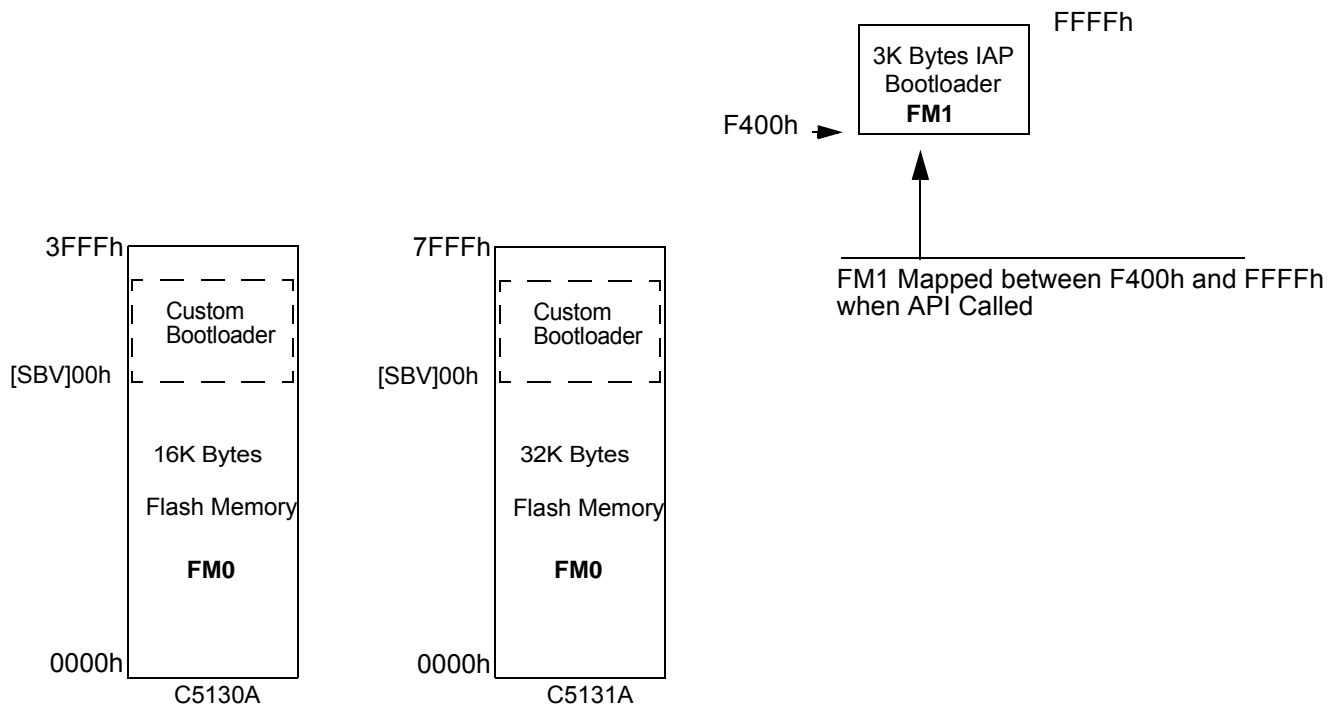 FFFFh
3K Bytes IAP
Bootloader
FM1
F400h
FM1 Mapped between F400h and FFFFh
when API Called
3FFFh
Custom
Bootloader
[SBV]00h
16K Bytes
Flash Memory
FM0
0000h
C5130A
7FFFh
Custom
Bootloader
[SBV]00h
32K Bytes
Flash Memory
FM0
0000h
C5131A